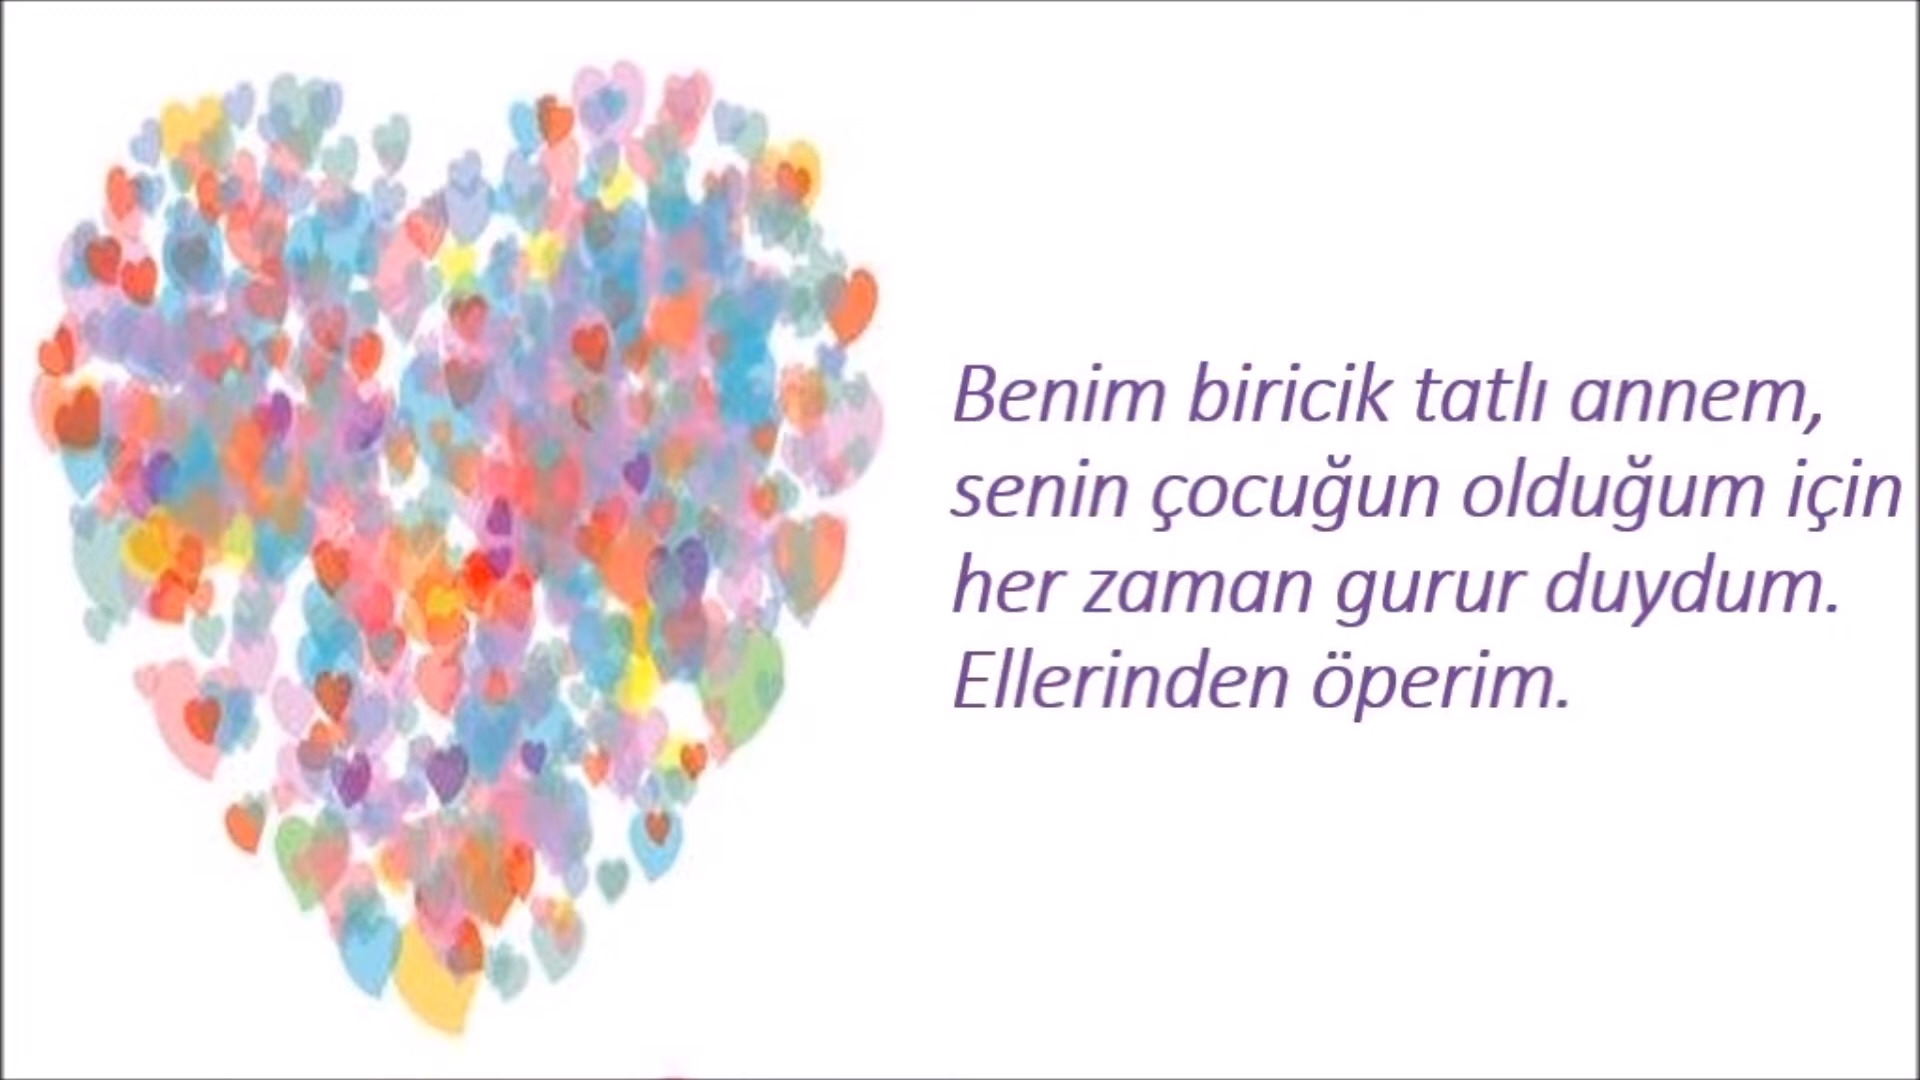 Benim biricik tatlı annem,
senin çocuğun olduğum için
her zaman gurur duydum.
Ellerinden öperim.